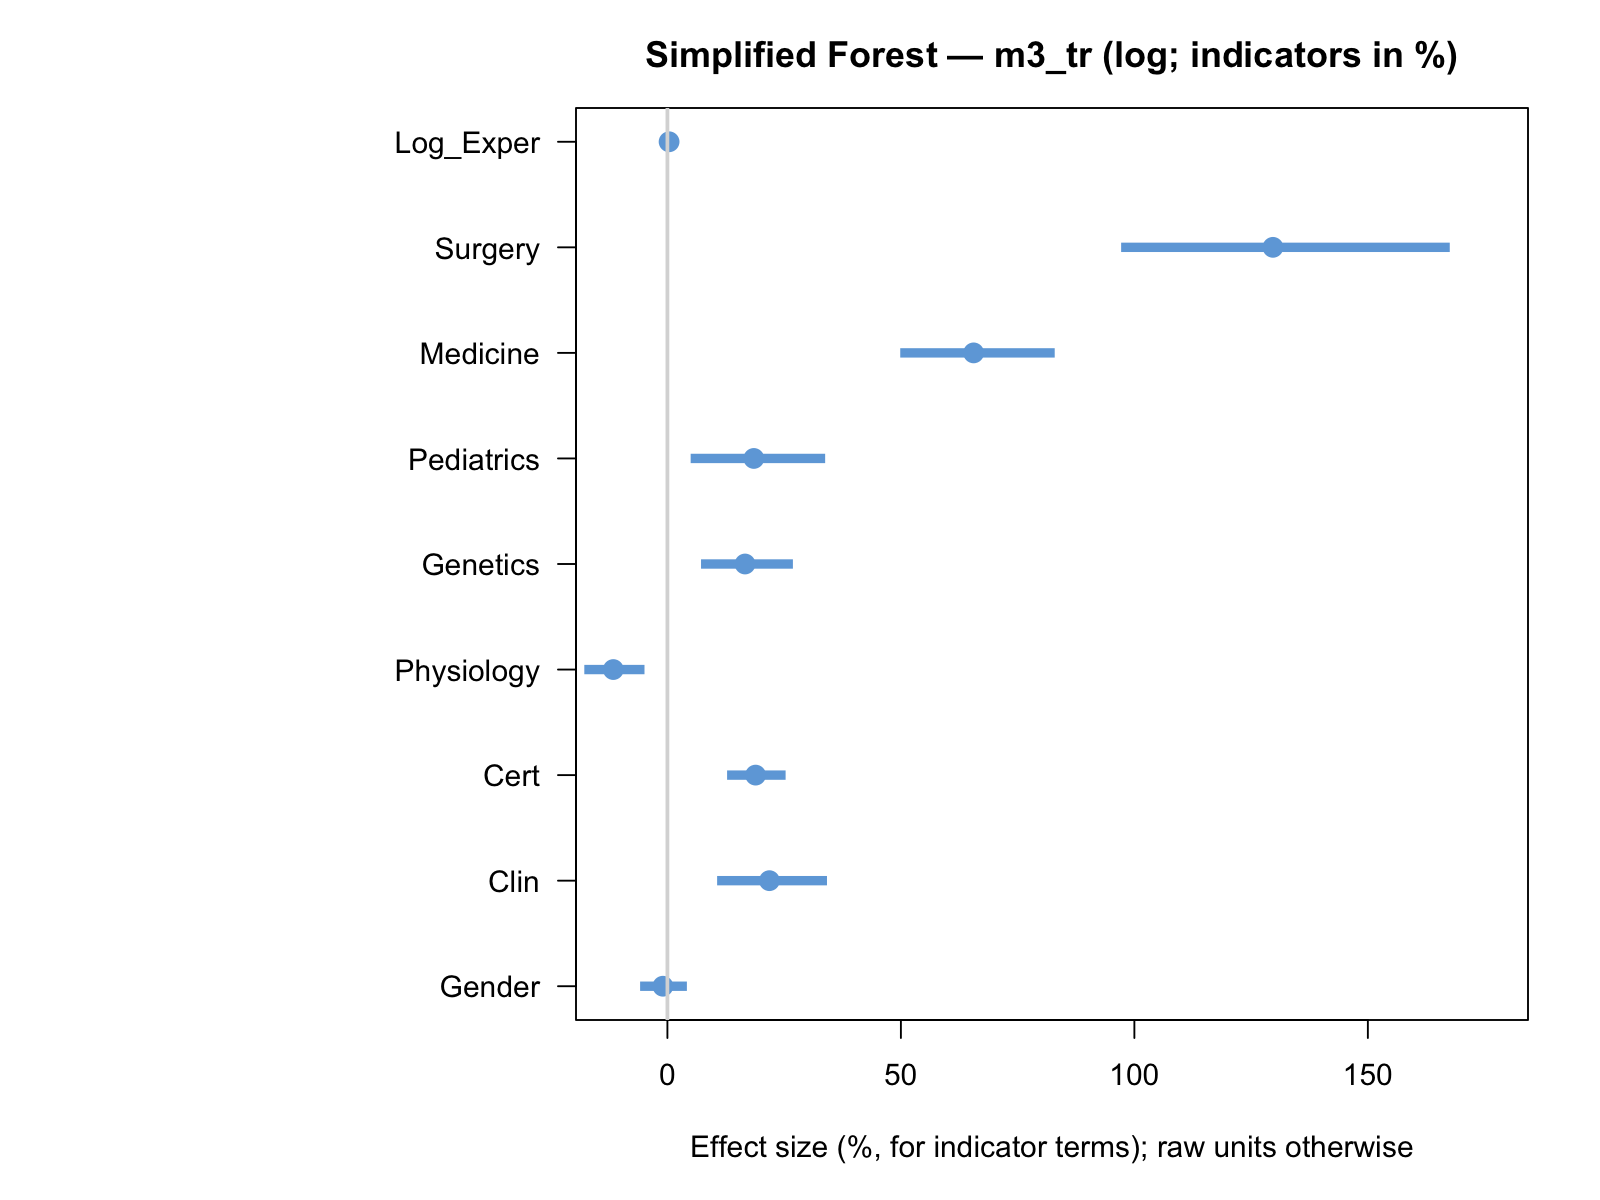 Simplified Forest — m3_tr (log; indicators in %)
Log_Exper
Surgery
Medicine
Pediatrics
Genetics
Physiology
Cert
Clin
Gender
0 50 100 150
Effect size (%, for indicator terms); raw units otherwise